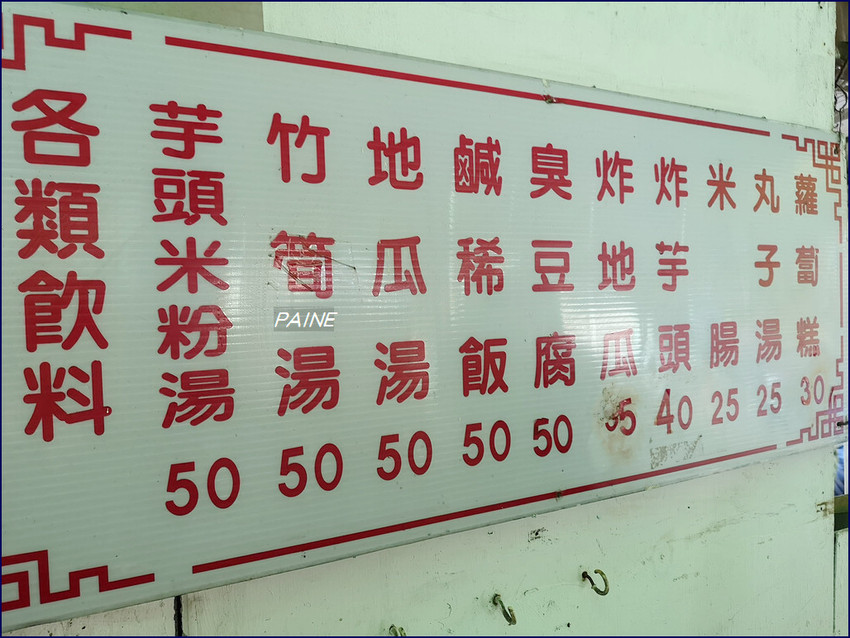 蘿蔔糕 30
丸子湯 25
米腸 25
炸芋頭 40
炸地瓜
臭豆腐 50
鹹稀飯 50
地瓜湯 50
竹筍湯 50
芋頭米粉湯 50
各類飲料
PAINE